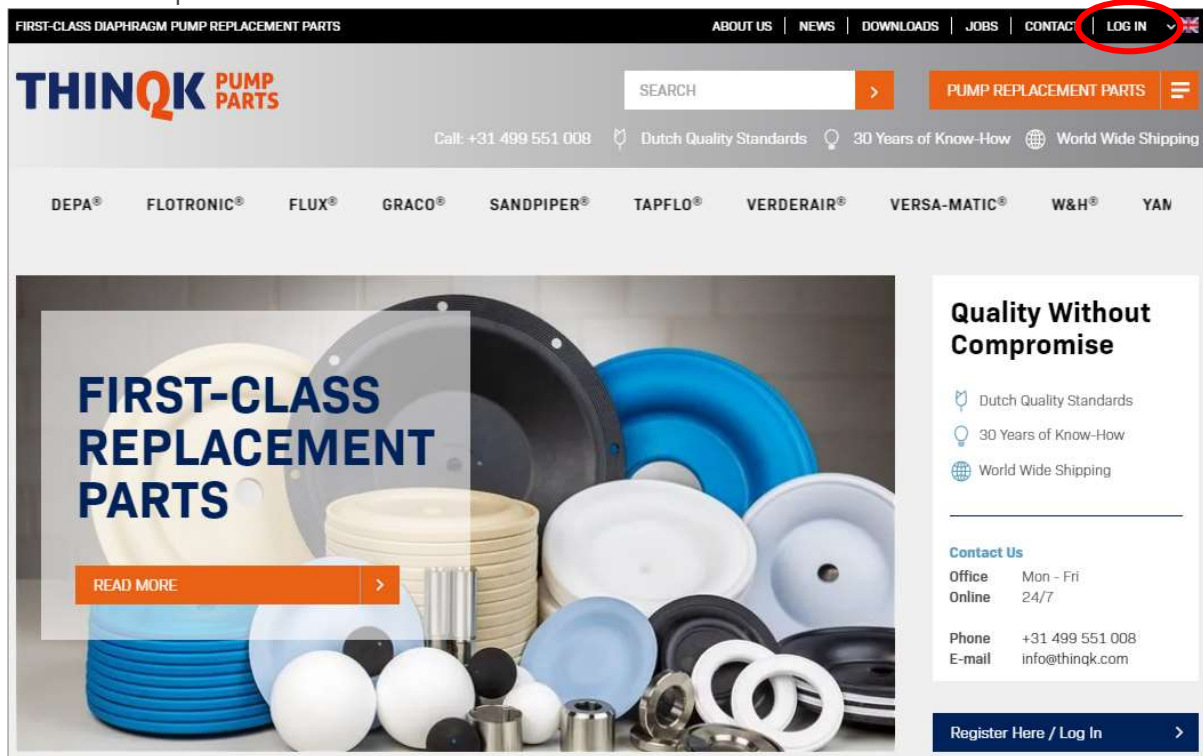 FIRST-CLASS DIAPHRAGM PUMP REPLACEMENT PARTS
ABOUT US | NEWS | DOWNLOADS | JOBS | CONTACT | LOG IN
THINQK PUMP PARTS
SEARCH
PUMP REPLACEMENT PARTS
Call: +31 499 551 008 Dutch Quality Standards 30 Years of Know-How World Wide Shipping
DEPA® FLOTRONIC® FLUX® GRACO® SANDPIPER® TAPFLO® VERDERAIR® VERSA-MATIC® W&H® YAM
FIRST-CLASS
REPLACEMENT
PARTS
READ MORE
Quality Without
Compromise
Dutch Quality Standards
30 Years of Know-How
World Wide Shipping
Contact Us
Office Mon - Fri
Online 24/7
Phone +31 499 551 008
E-mail info@thinqk.com
Register Here / Log In